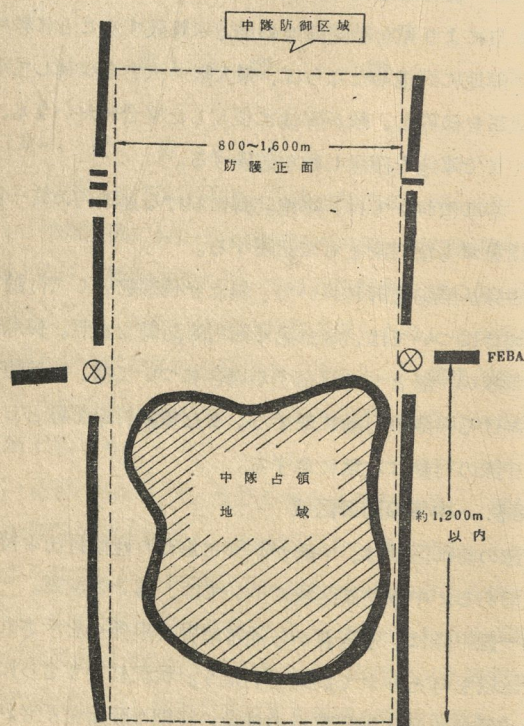 中隊防御区域
800~1,600m
防護正面
FEBA
中隊占領
地域
約1,200m
以内